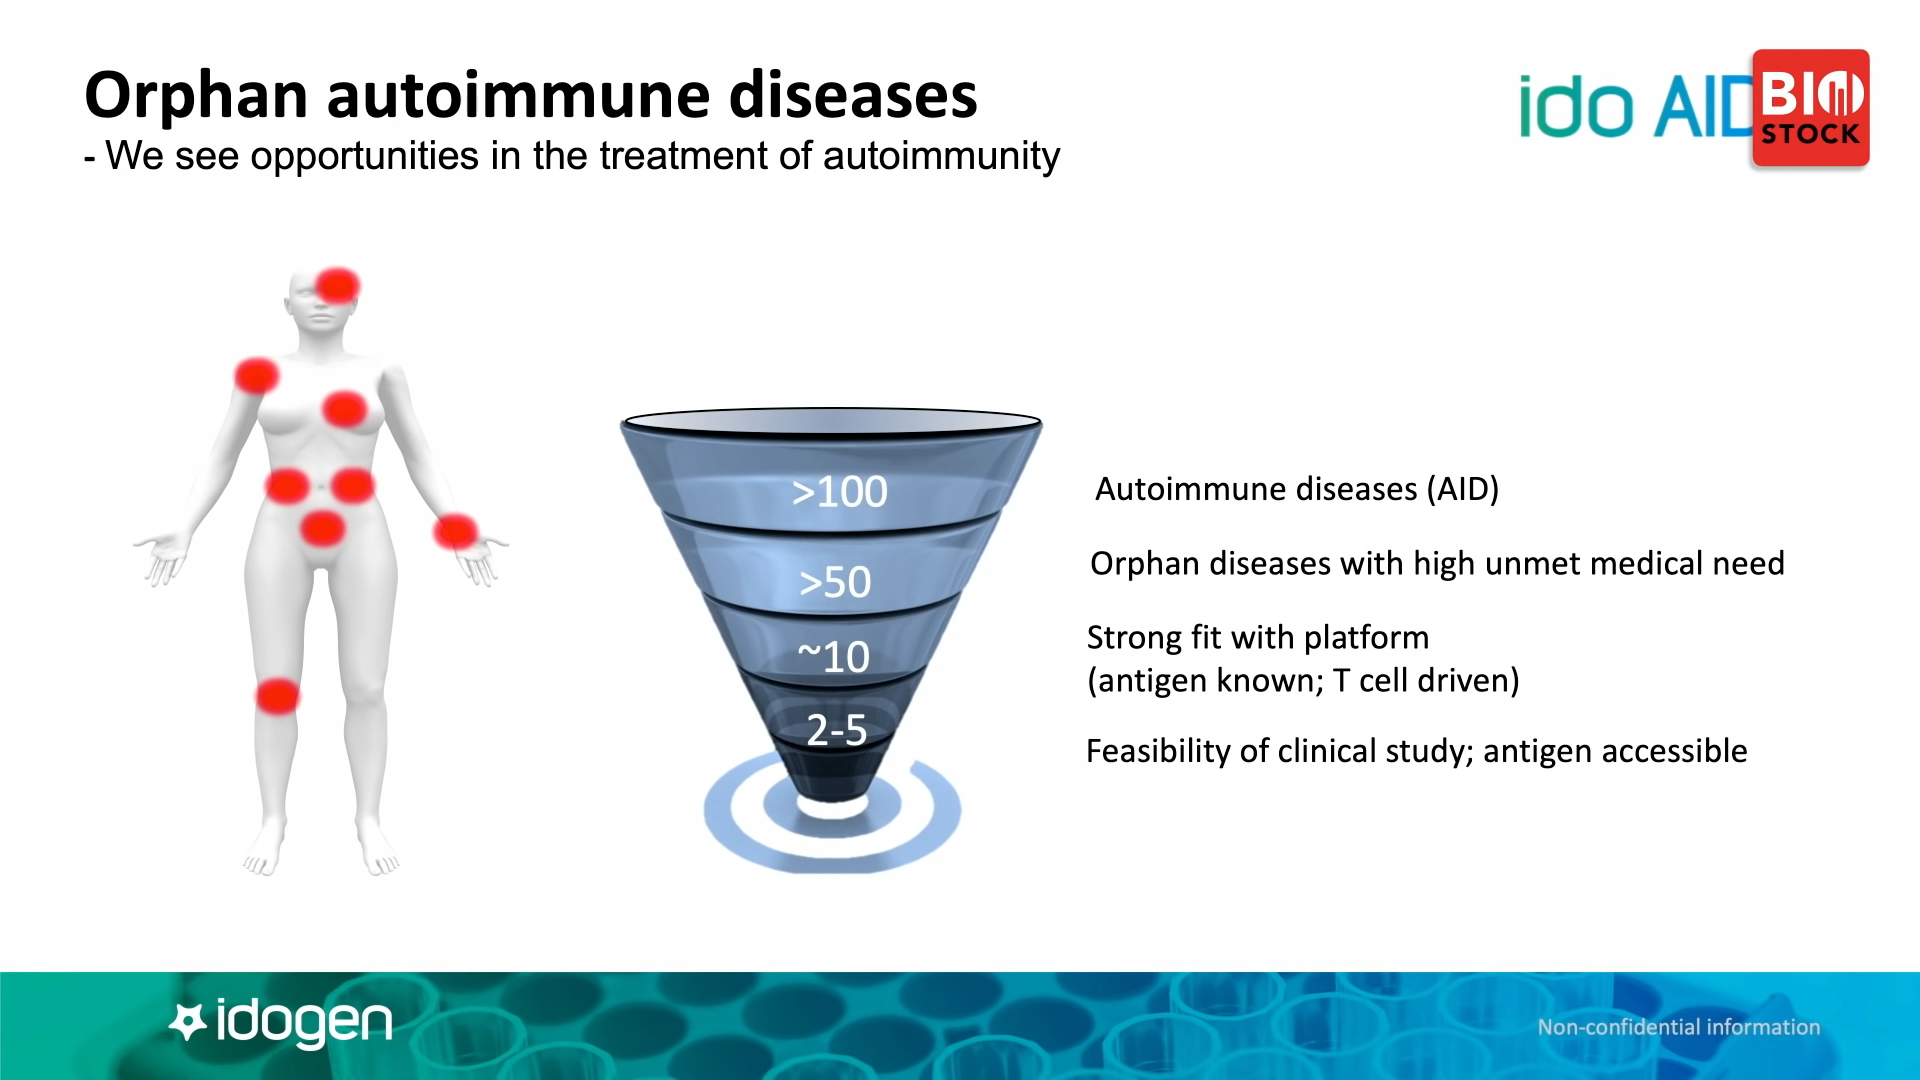 Orphan autoimmune diseases
- We see opportunities in the treatment of autoimmunity
ido AID
BIO
STOCK
>100
Autoimmune diseases (AID)
>50
Orphan diseases with high unmet medical need
~10
Strong fit with platform
(antigen known; T cell driven)
2-5
Feasibility of clinical study; antigen accessible
idogen
Non-confidential information